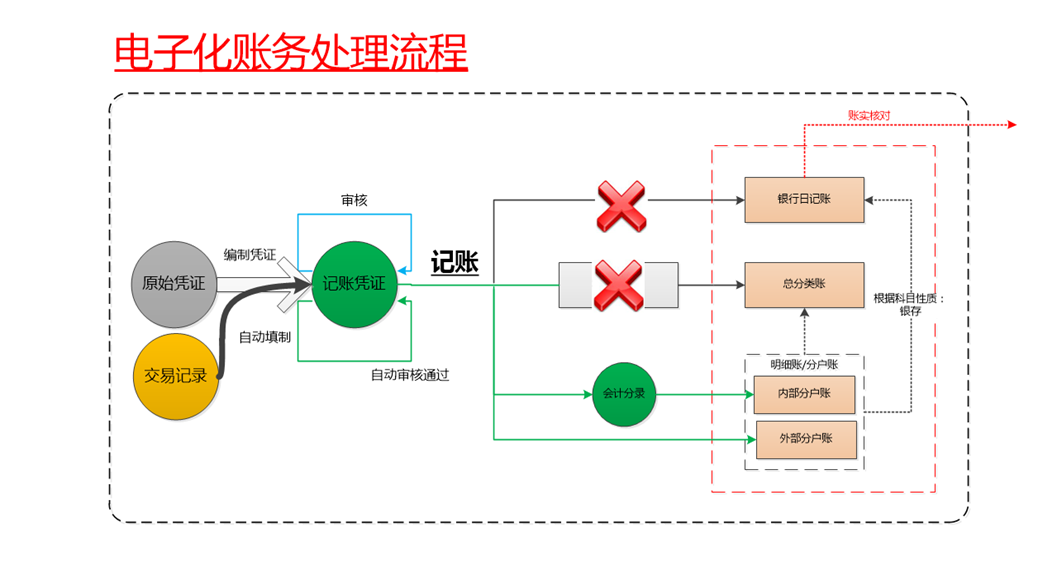 电子化账务处理流程
账实核对
审核
银行日记账
编制凭证
记账
原始凭证
记账凭证
总分类账
根据科目性质：
银存
自动填制
自动审核通过
交易记录
明细账/分户账
会计分录
内部分户账
外部分户账